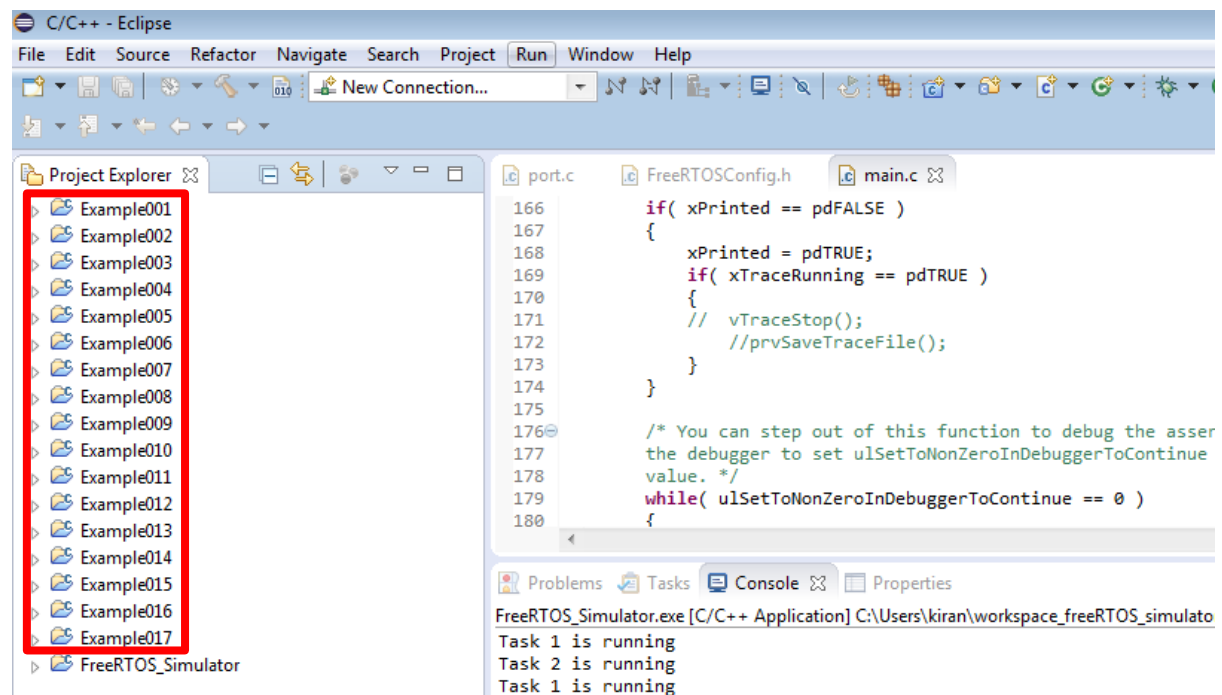 C/C++ - Eclipse
File Edit Source Refactor Navigate Search Project Run Window Help
010 New Connection...
Project Explorer
Example001
Example002
Example003
Example004
Example005
Example006
Example007
Example008
Example009
Example010
Example011
Example012
Example013
Example014
Example015
Example016
Example017
FreeRTOS_Simulator
port.c FreeRTOSConfig.h main.c
166 if( xPrinted == pdFALSE )
167 {
168 xPrinted = pdTRUE;
169 if( xTraceRunning == pdTRUE )
170 {
171 // vTraceStop();
172 //prvSaveTraceFile();
173 }
174 }
175
176 /* You can step out of this function to debug the asser
177 the debugger to set ulSetToNonZeroInDebuggerToContinue
178 value. */
179 while( ulSetToNonZeroInDebuggerToContinue == 0 )
180 {
Problems Tasks Console Properties
FreeRTOS_Simulator.exe [C/C++ Application] C:\Users\kiran\workspace_freeRTOS_simulato
Task 1 is running
Task 2 is running
Task 1 is running